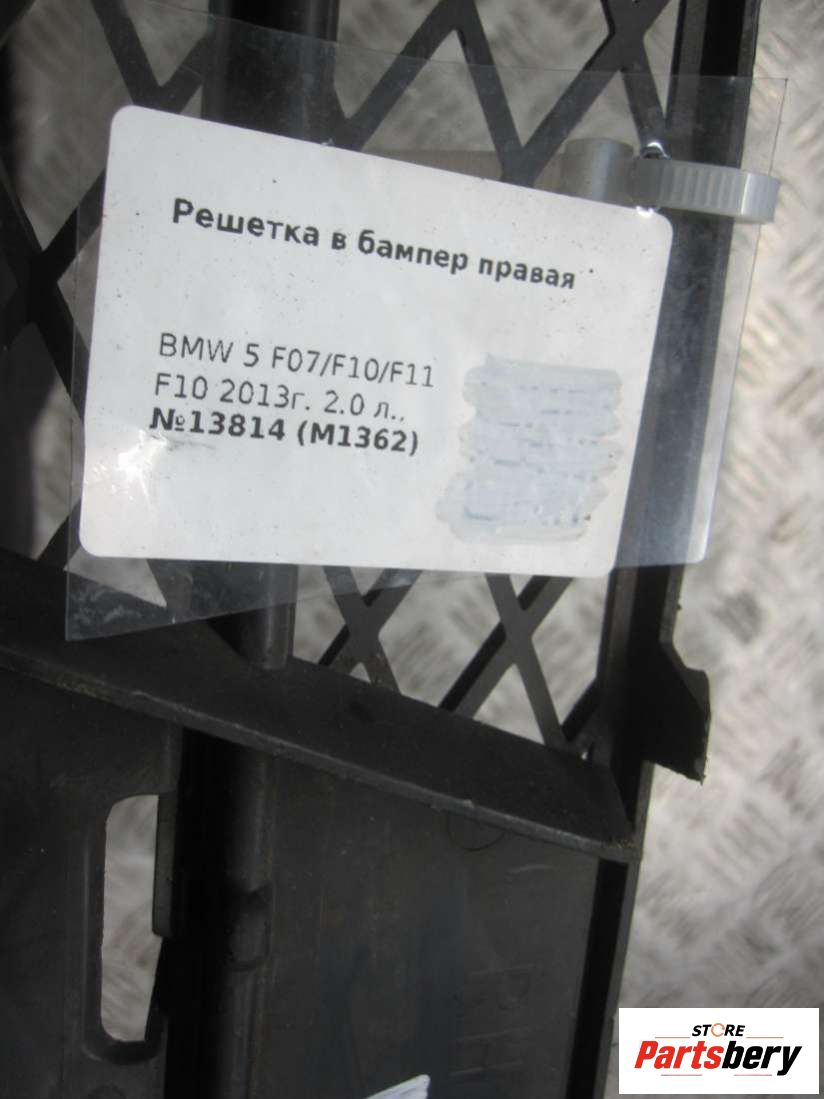 Решетка в бампер правая
BMW 5 F07/F10/F11
F10 2013г. 2.0 л.,
№13814 (M1362)
STORE
Partsbery